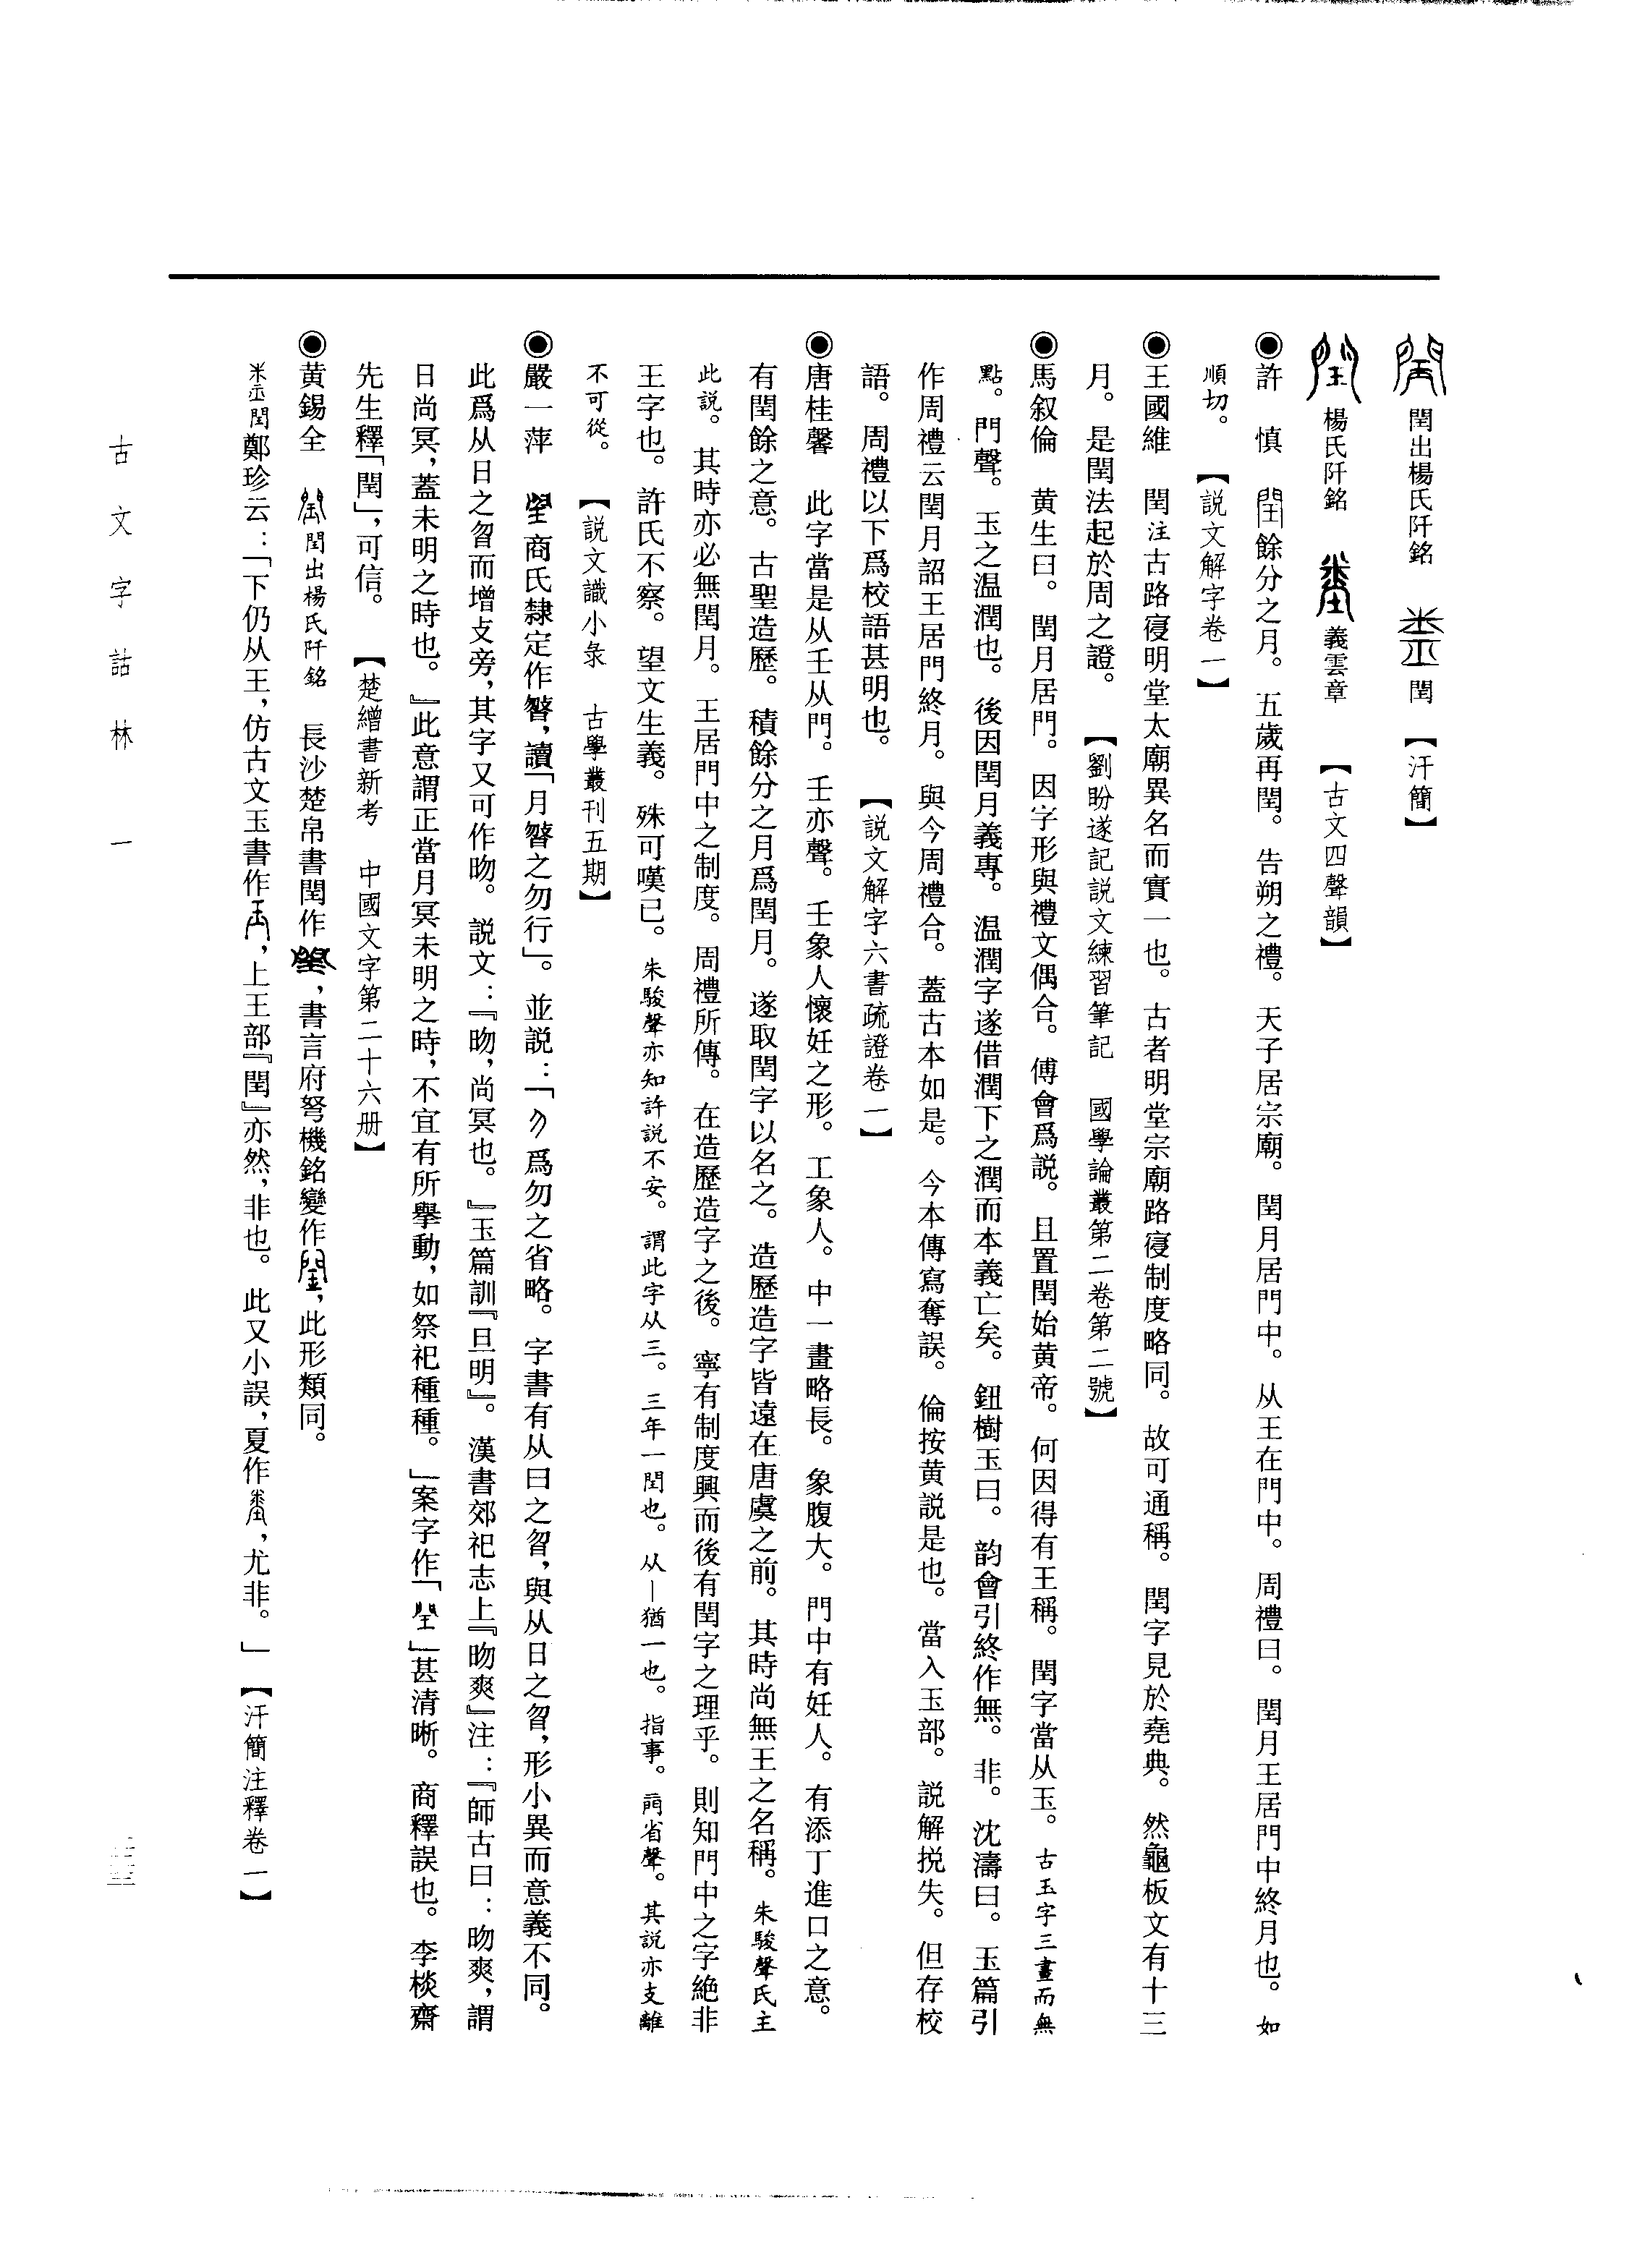 閏出楊氏阡銘　閏　【汗簡】
楊氏阡銘　義雲章　【古文四聲韻】
◉許　慎　閏餘分之月。五歲再閏。告朔之禮。天子居宗廟。閏月居門中。从王在門中。周禮曰。閏月王居門中終月也。如
順切。　【説文解字卷一】
◉王國維　閏注古路寑明堂太廟異名而實一也。古者明堂宗廟路寑制度略同。故可通稱。閏字見於堯典。然龜板文有十三
月。是閏法起於周之證。　【劉盼遂記説文練習筆記　國學論叢第二卷第二號】
◉馬叙倫　黄生曰。閏月居門。因字形與禮文偶合。傅會爲説。且置閏始黄帝。何因得有王稱。閏字當从玉。古玉字三畫而無
點。門聲。玉之温潤也。後因閏月義專。温潤字遂借潤下之潤而本義亡矣。鈕樹玉曰。韵會引終作無。非。沈濤曰。玉篇引
作周禮云閏月詔王居門終月。與今周禮合。蓋古本如是。今本傳寫奪誤。倫按黄説是也。當入玉部。説解挩失。但存校
語。周禮以下爲校語甚明也。　【説文解字六書疏證卷一】
◉唐桂馨　此字當是从壬从門。壬亦聲。壬象人懷妊之形。工象人。中一畫略長。象腹大。門中有妊人。有添丁進口之意。
有閏餘之意。古聖造歷。積餘分之月爲閏月。遂取閏字以名之。造歷造字皆遠在唐虞之前。其時尚無王之名稱。朱駿聲氏主
此説。其時亦必無閏月。王居門中之制度。周禮所傳。在造歷造字之後。寧有制度興而後有閏字之理乎。則知門中之字絶非
王字也。許氏不察。望文生義。殊可嘆已。朱駿聲亦知許説不安。謂此字从三。三年一閏也。从丨猶一也。指事。䎽省聲。其説亦支離
不可從。　【説文識小彔　古學叢刊五期】
◉嚴一萍　商氏隸定作朁，讀「月朁之勿行」。並説：「勿爲勿之省略。字書有从曰之曶，與从日之昒，形小異而意義不同。
此爲从日之曶而增攴旁，其字又可作昒。説文：『昒，尚冥也。』玉篇訓『旦明』。漢書郊祀志上『昒爽』注：『師古曰：昒爽，謂
日尚冥，蓋未明之時也。』此意謂正當月冥未明之時，不宜有所擧動，如祭祀種種。」案字作「」甚清晰。商釋誤也。李棪齋
先生釋「閏」，可信。　【楚繒書新考　中國文字第二十六册】
◉黄錫全　閏出楊氏阡銘　長沙楚帛書閏作，書言府弩機銘變作，此形類同。
閏鄭珍云：「下仍从王，仿古文玉書作，上王部『閏』亦然，非也。此又小誤，夏作，尤非。」【汗簡注釋卷一】
古文字詁林　一